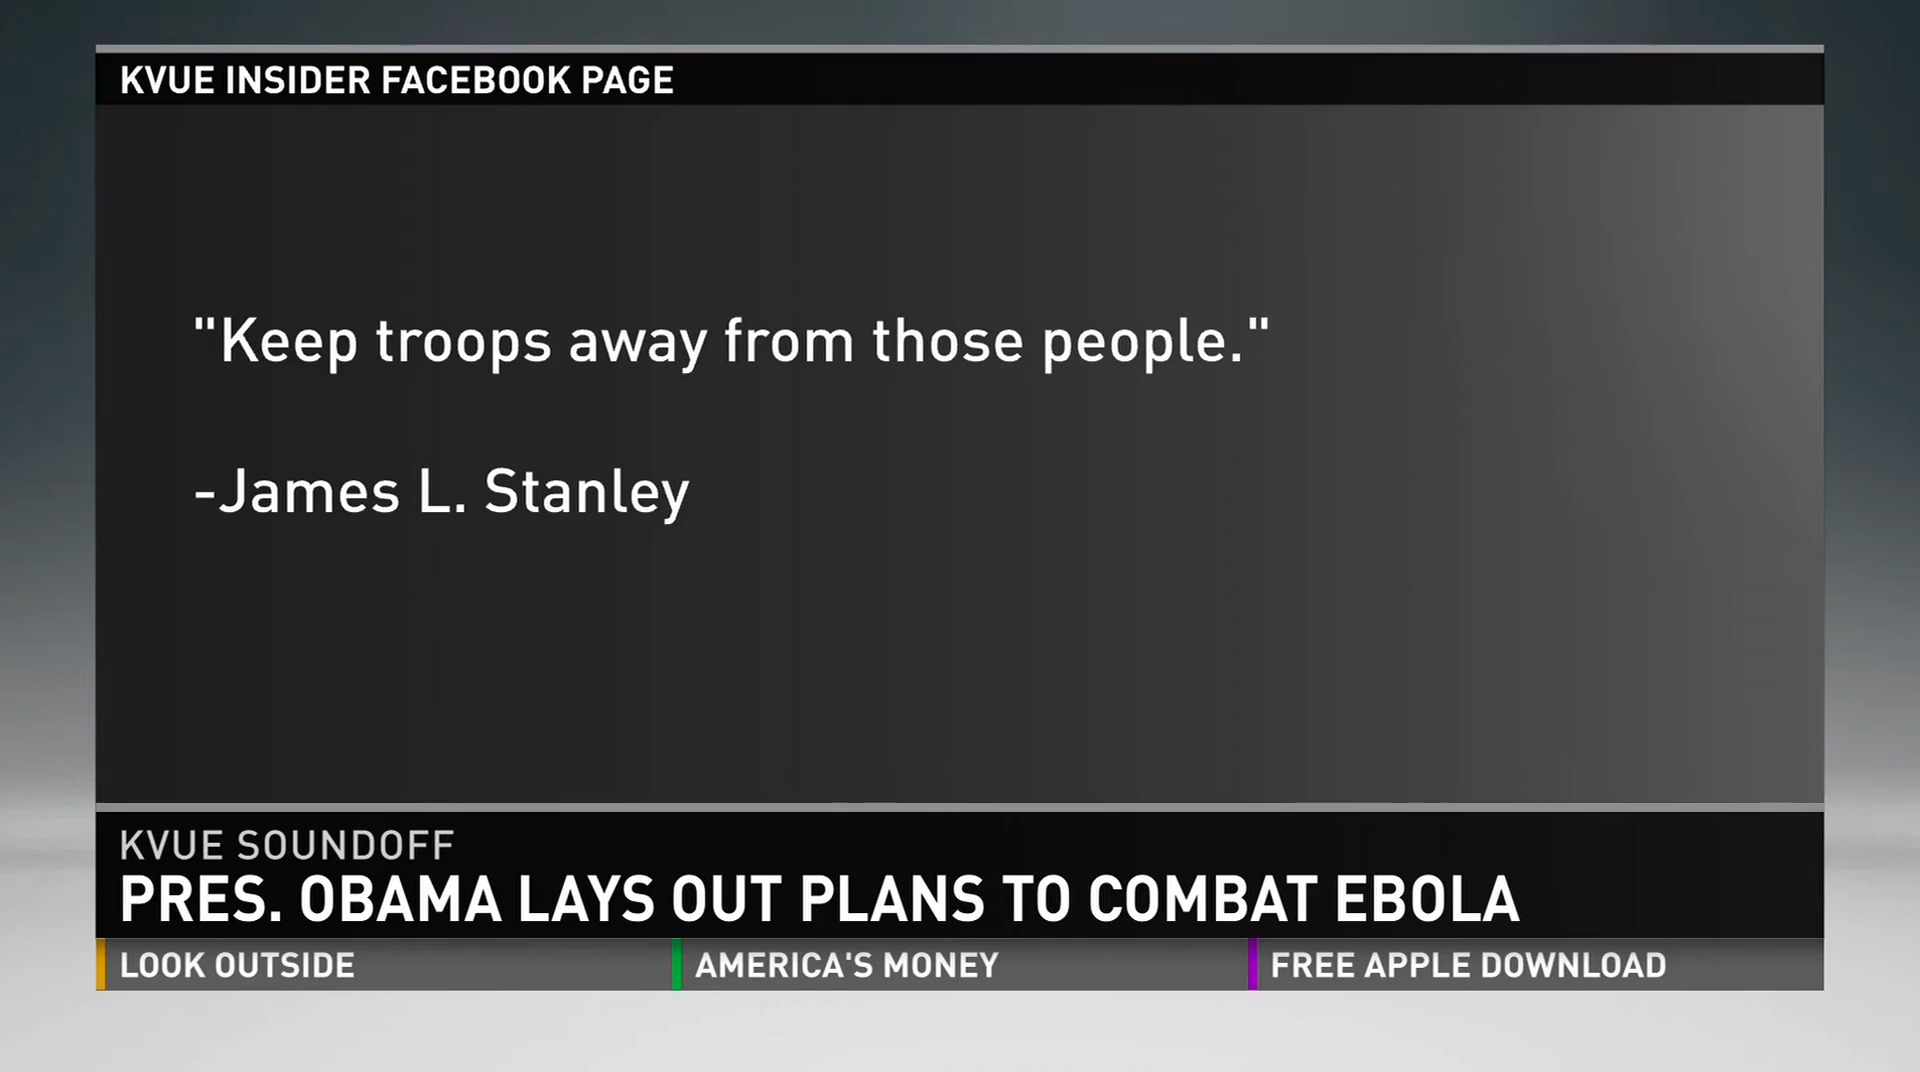 KVUE INSIDER FACEBOOK PAGE
"Keep troops away from those people."
-James L. Stanley
KVUE SOUNDOFF
PRES. OBAMA LAYS OUT PLANS TO COMBAT EBOLA
LOOK OUTSIDE
AMERICA'S MONEY
FREE APPLE DOWNLOAD